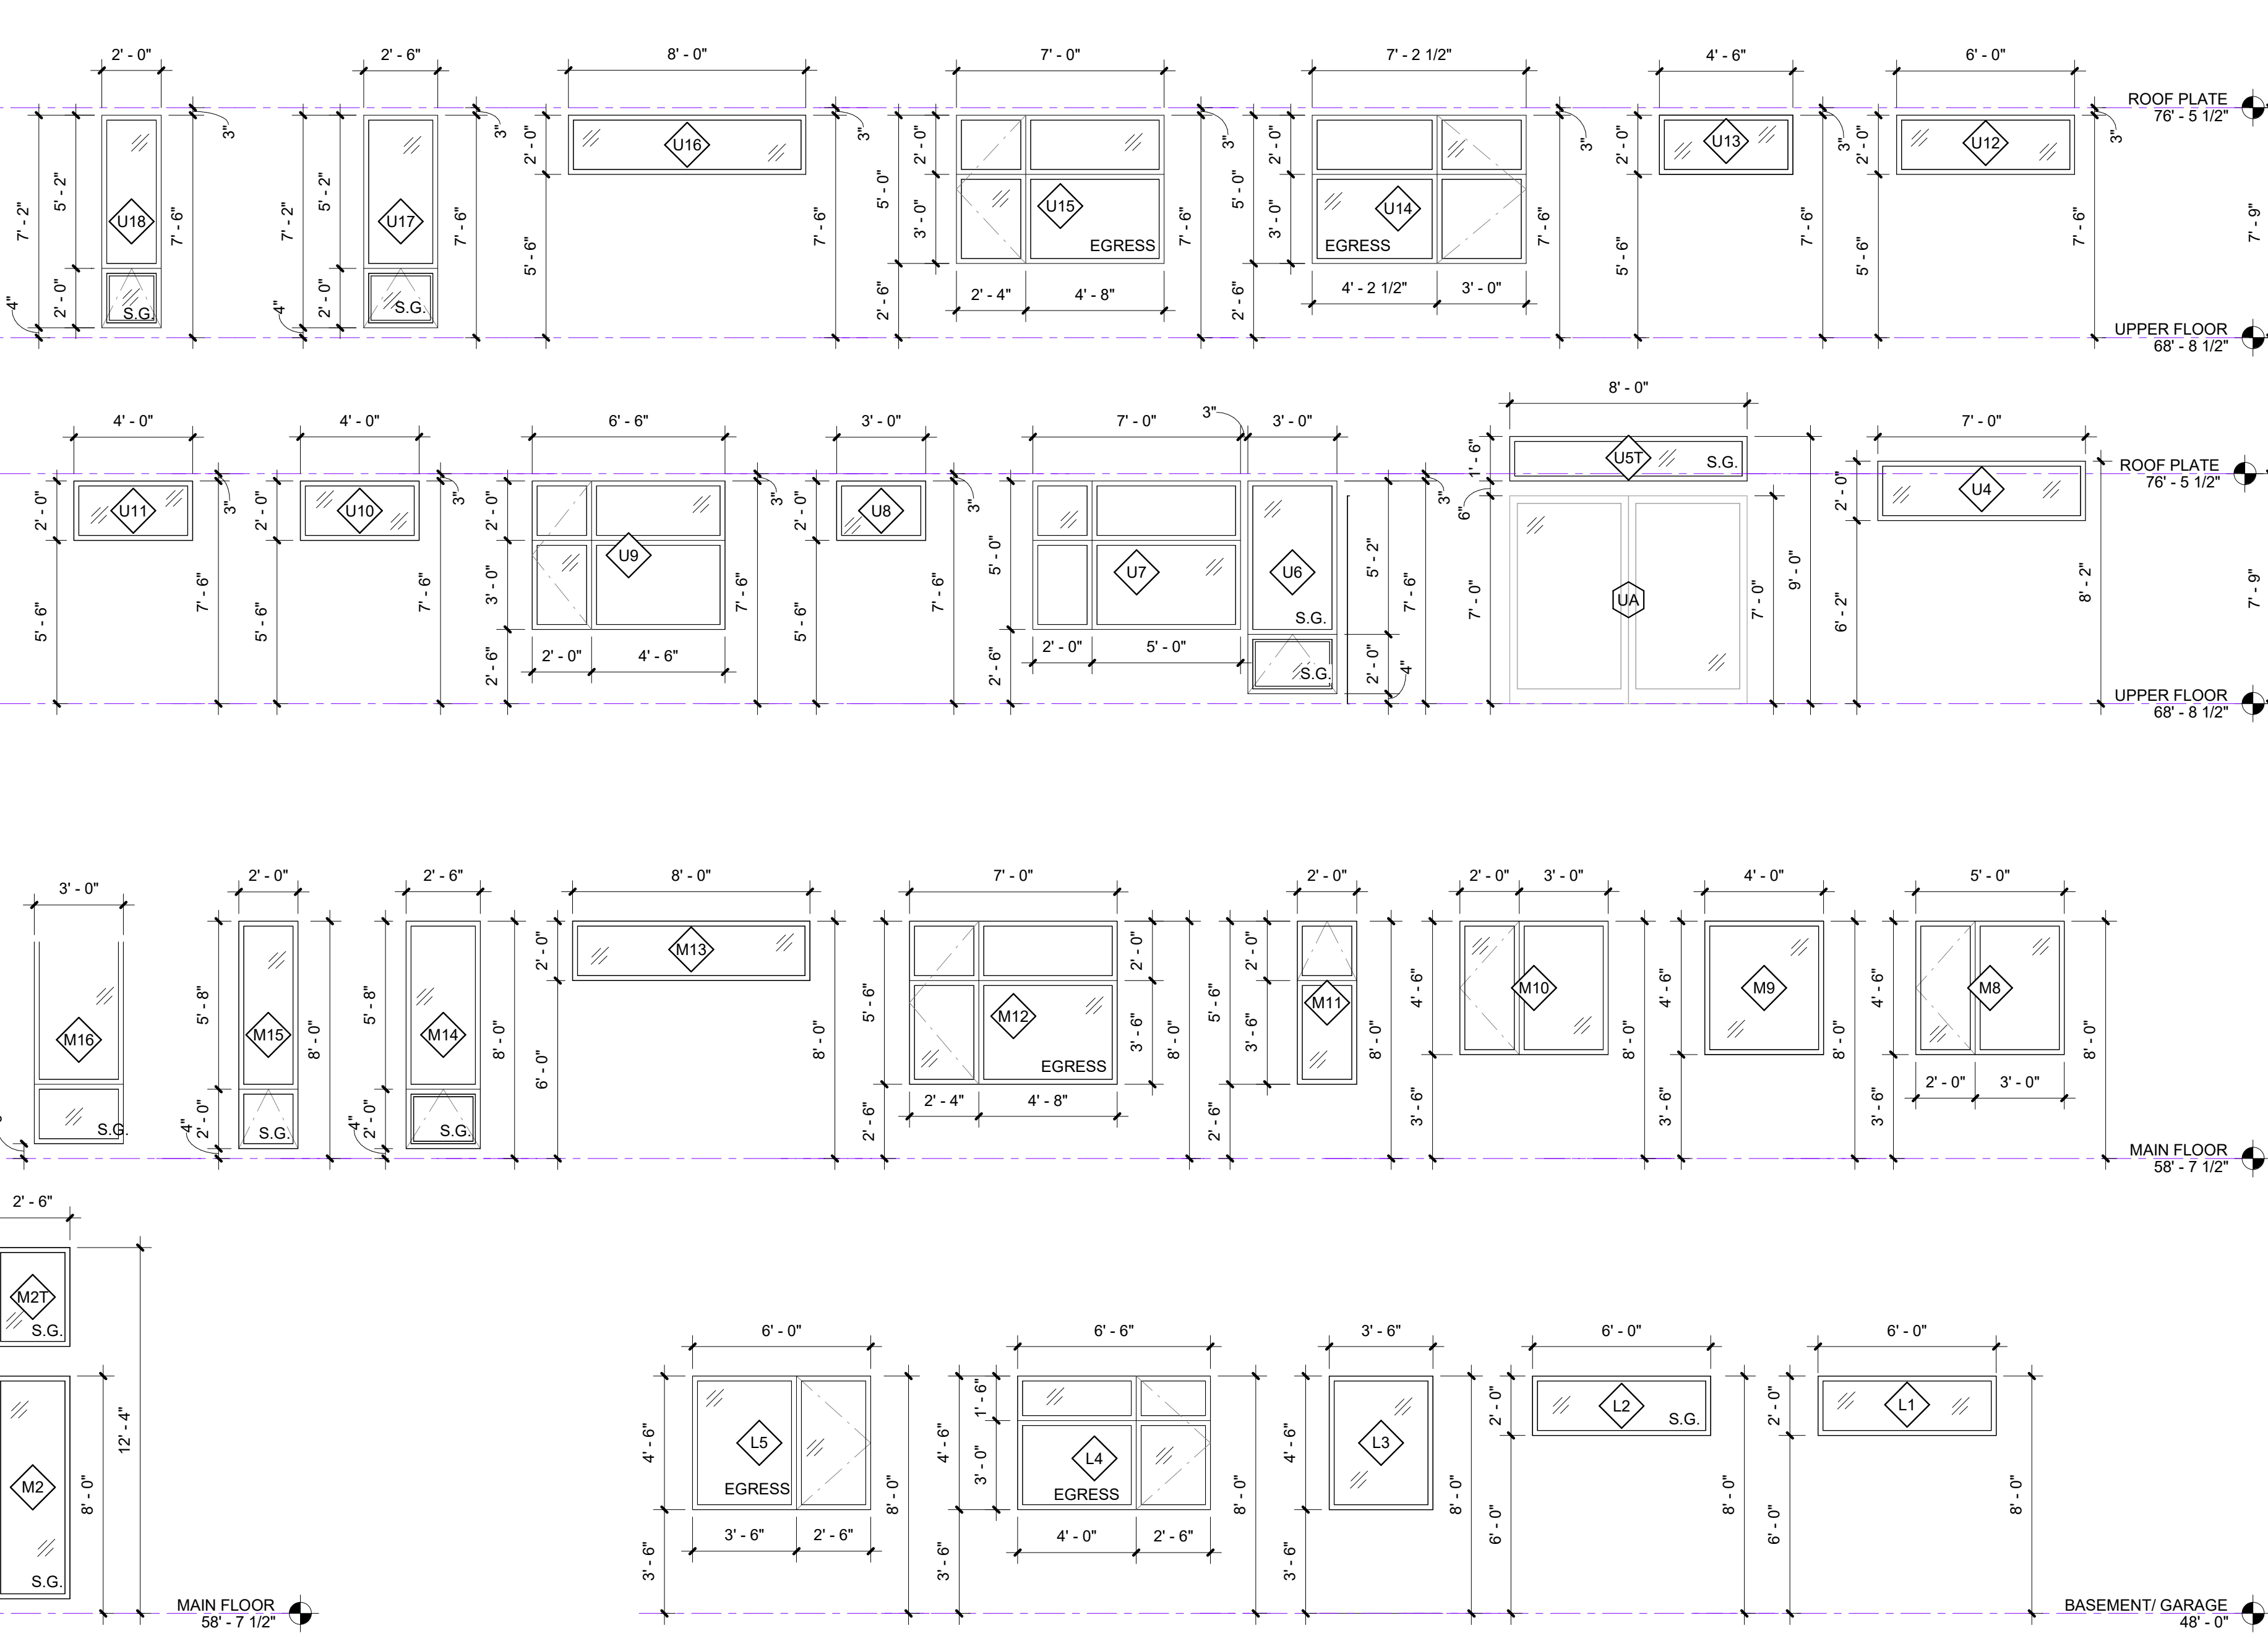 2' - 0"
2' - 6"
8' - 0"
7' - 0"
7' - 2 1/2"
4' - 6"
6' - 0"
ROOF PLATE
76' - 5 1/2"
7' - 2"
5' - 2"
2' - 0"
4"
U18
S.G.
7' - 6"
3"
7' - 2"
5' - 2"
2' - 0"
4"
U17
S.G.
7' - 6"
3"
2' - 0"
5' - 6"
U16
7' - 6"
3"
5' - 0"
2' - 6"
2' - 0"
3' - 0"
U15
EGRESS
2' - 4"
4' - 8"
7' - 6"
3"
5' - 0"
2' - 6"
2' - 0"
3' - 0"
U14
EGRESS
4' - 2 1/2"
3' - 0"
7' - 6"
3"
2' - 0"
5' - 6"
U13
7' - 6"
3"
2' - 0"
5' - 6"
U12
7' - 6"
3"
7' - 9"
UPPER FLOOR
68' - 8 1/2"
4' - 0"
4' - 0"
6' - 6"
3' - 0"
7' - 0"
3"
3' - 0"
8' - 0"
7' - 0"
ROOF PLATE
76' - 5 1/2"
2' - 0"
5' - 6"
U11
7' - 6"
3"
2' - 0"
5' - 6"
U10
7' - 6"
3"
2' - 0"
3' - 0"
2' - 6"
U9
2' - 0"
4' - 6"
7' - 6"
3"
2' - 0"
5' - 6"
U8
7' - 6"
3"
5' - 0"
2' - 6"
U7
2' - 0"
5' - 0"
U6
S.G.
S.G.
5' - 2"
2' - 0"
4"
7' - 6"
3"
1' - 6"
6"
7' - 0"
U5T
S.G.
UA
7' - 0"
9' - 0"
2' - 0"
6' - 2"
U4
8' - 2"
7' - 9"
UPPER FLOOR
68' - 8 1/2"
3' - 0"
2' - 0"
2' - 6"
8' - 0"
7' - 0"
2' - 0"
2' - 0"
3' - 0"
4' - 0"
5' - 0"
M16
S.G.
5' - 8"
2' - 0"
4"
M15
S.G.
8' - 0"
5' - 8"
2' - 0"
4"
M14
S.G.
8' - 0"
2' - 0"
6' - 0"
M13
8' - 0"
5' - 6"
2' - 6"
M12
EGRESS
2' - 4"
4' - 8"
2' - 0"
3' - 6"
8' - 0"
5' - 6"
2' - 6"
2' - 0"
3' - 6"
M11
8' - 0"
4' - 6"
3' - 6"
M10
8' - 0"
4' - 6"
3' - 6"
M9
8' - 0"
4' - 6"
3' - 6"
M8
2' - 0"
3' - 0"
8' - 0"
MAIN FLOOR
58' - 7 1/2"
2' - 6"
M2T
S.G.
M2
S.G.
8' - 0"
12' - 4"
MAIN FLOOR
58' - 7 1/2"
6' - 0"
6' - 6"
3' - 6"
6' - 0"
6' - 0"
4' - 6"
3' - 6"
L5
EGRESS
3' - 6"
2' - 6"
8' - 0"
4' - 6"
3' - 6"
1' - 6"
3' - 0"
L4
EGRESS
4' - 0"
2' - 6"
8' - 0"
4' - 6"
3' - 6"
L3
8' - 0"
2' - 0"
6' - 0"
L2
S.G.
8' - 0"
2' - 0"
6' - 0"
L1
8' - 0"
BASEMENT/ GARAGE
48' - 0"